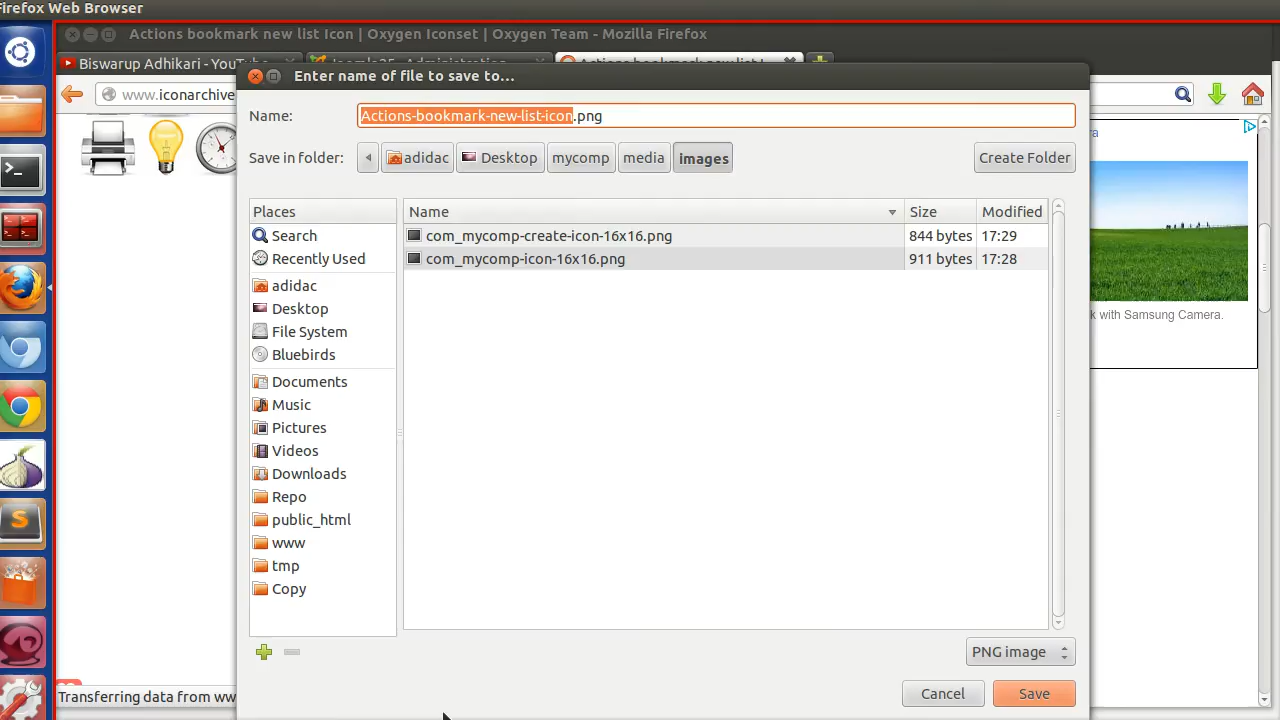 Firefox Web Browser
Actions bookmark new list Icon | Oxygen Iconset | Oxygen Team - Mozilla Firefox
Biswarup Adhikari - YouTube
Enter name of file to save to...
www.iconarchive
Name:
Actions-bookmark-new-list-icon.png
Save in folder:
adidac
Desktop
mycomp
media
images
Create Folder
Places
Name
Size
Modified
Search
com_mycomp-create-icon-16x16.png
844 bytes
17:29
Recently Used
com_mycomp-icon-16x16.png
911 bytes
17:28
adidac
Desktop
File System
Bluebirds
Documents
Music
Pictures
Videos
Downloads
Repo
public_html
www
tmp
Copy
k with Samsung Camera.
PNG image
Transferring data from ww
Cancel
Save